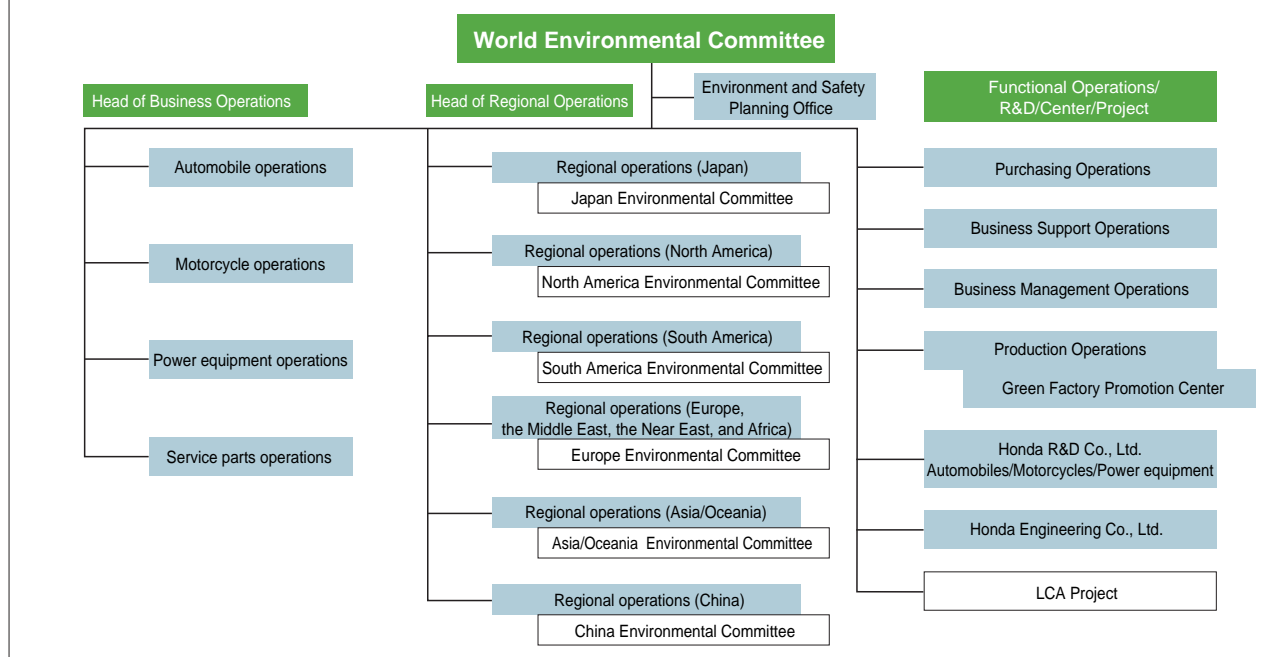 World Environmental Committee
Environment and Safety
Planning Office
Head of Business Operations
Automobile operations
Motorcycle operations
Power equipment operations
Service parts operations
Head of Regional Operations
Regional operations (Japan)
Japan Environmental Committee
Regional operations (North America)
North America Environmental Committee
Regional operations (South America)
South America Environmental Committee
Regional operations (Europe,
the Middle East, the Near East, and Africa)
Europe Environmental Committee
Regional operations (Asia/Oceania)
Asia/Oceania Environmental Committee
Regional operations (China)
China Environmental Committee
Functional Operations/
R&D/Center/Project
Purchasing Operations
Business Support Operations
Business Management Operations
Production Operations
Green Factory Promotion Center
Honda R&D Co., Ltd.
Automobiles/Motorcycles/Power equipment
Honda Engineering Co., Ltd.
LCA Project